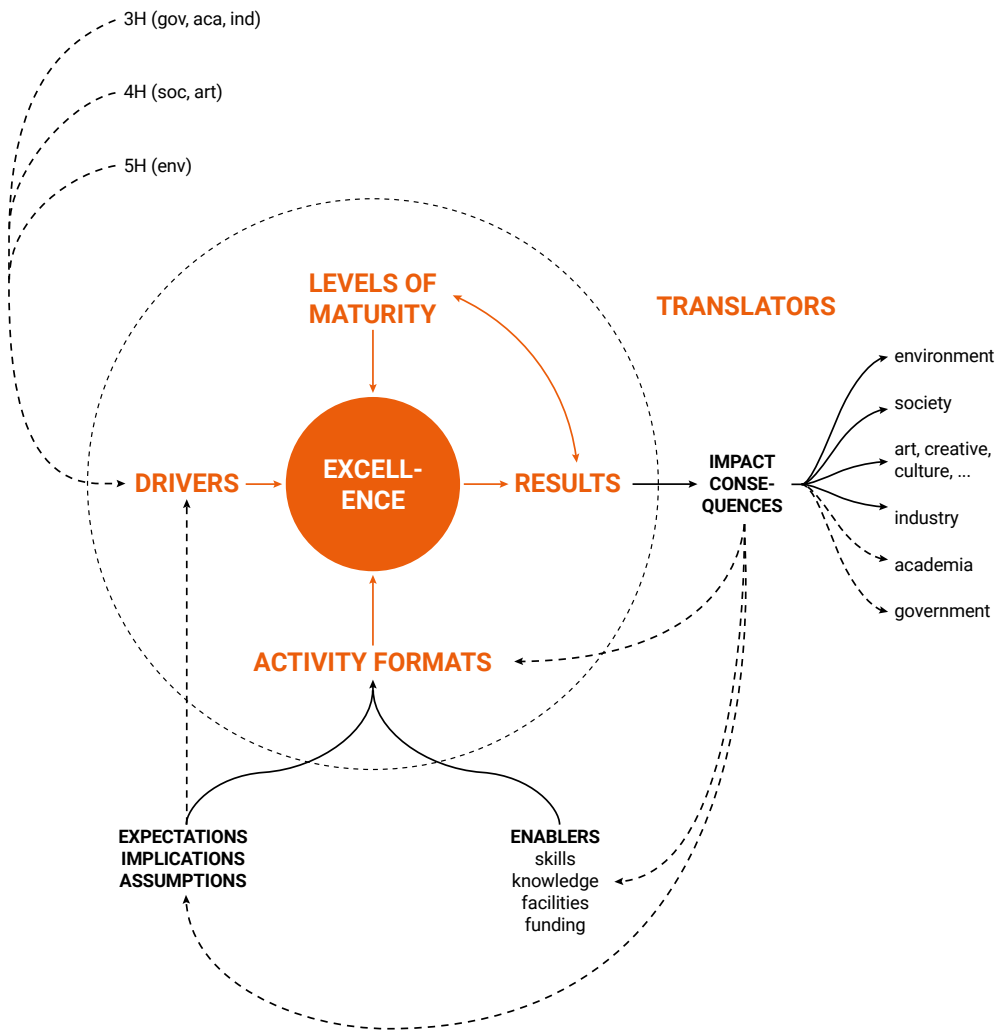 3H (gov, aca, ind)
4H (soc, art)
5H (env)
LEVELS OF
MATURITY
TRANSLATORS
environment
society
art, creative,
culture, ...
industry
academia
government
DRIVERS
EXCELL-
ENCE
RESULTS
IMPACT
CONSE-
QUENCES
ACTIVITY FORMATS
EXPECTATIONS
IMPLICATIONS
ASSUMPTIONS
ENABLERS
skills
knowledge
facilities
funding